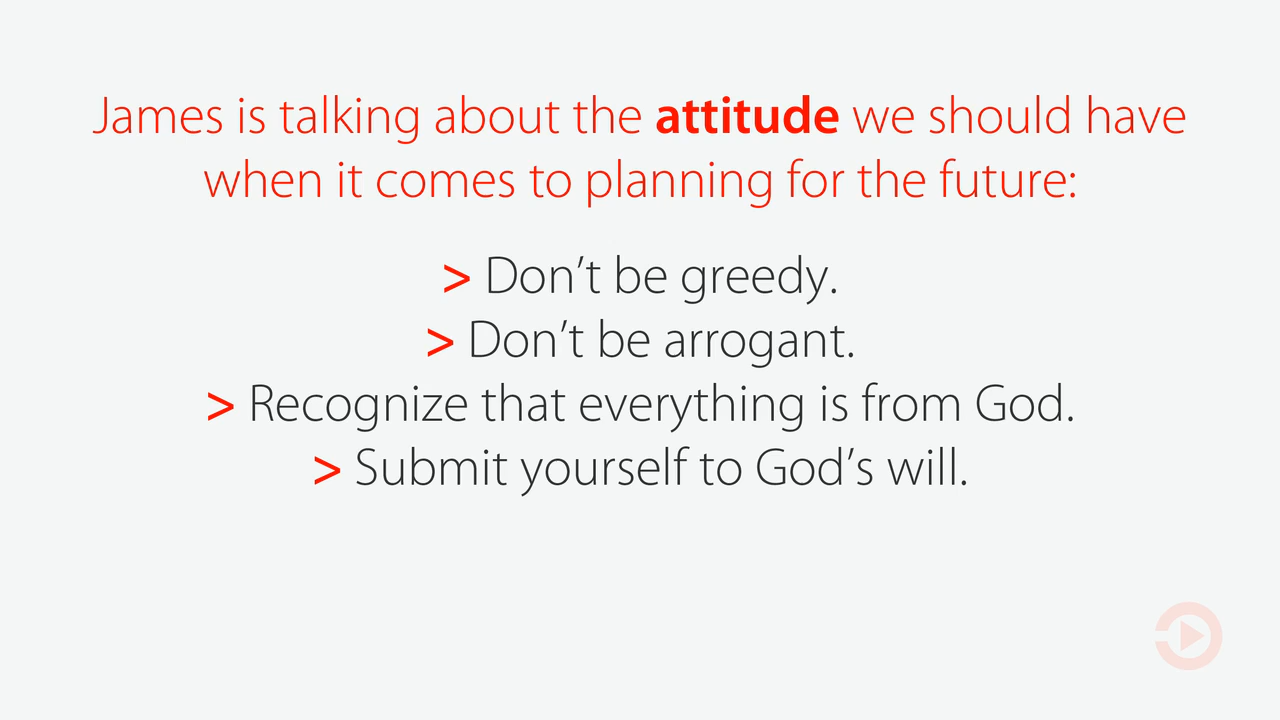 James is talking about the attitude we should have
when it comes to planning for the future:
> Don’t be greedy.
> Don’t be arrogant.
> Recognize that everything is from God.
> Submit yourself to God’s will.